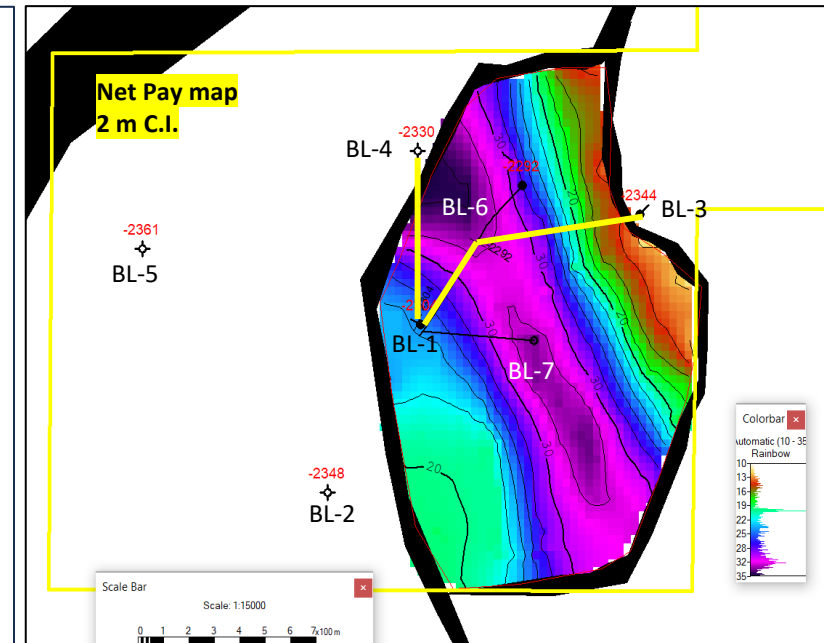 Net Pay map
2 m C.I.
-2330
BL-4
30
-2292
-2344
BL-6
BL-3
20
-2361
2292
BL-5
30
BL-1
20
BL-7
30
30
20
-2348
BL-2
Colorbar
Automatic (10 - 35
Rainbow
10
13
16
19
22
25
28
32
35
Scale Bar
Scale: 1:15000
0 1 2 3 4 5 6 7x100 m